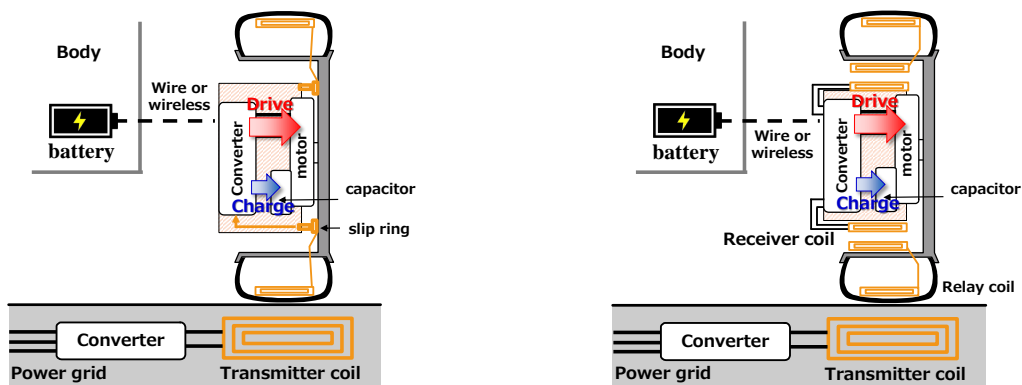 Body
Wire or
wireless
battery
Drive
Converter
motor
Charge
capacitor
slip ring
Converter
Power grid
Transmitter coil
Body
Wire or
wireless
battery
Drive
Converter
motor
Charge
capacitor
Receiver coil
Relay coil
Converter
Power grid
Transmitter coil